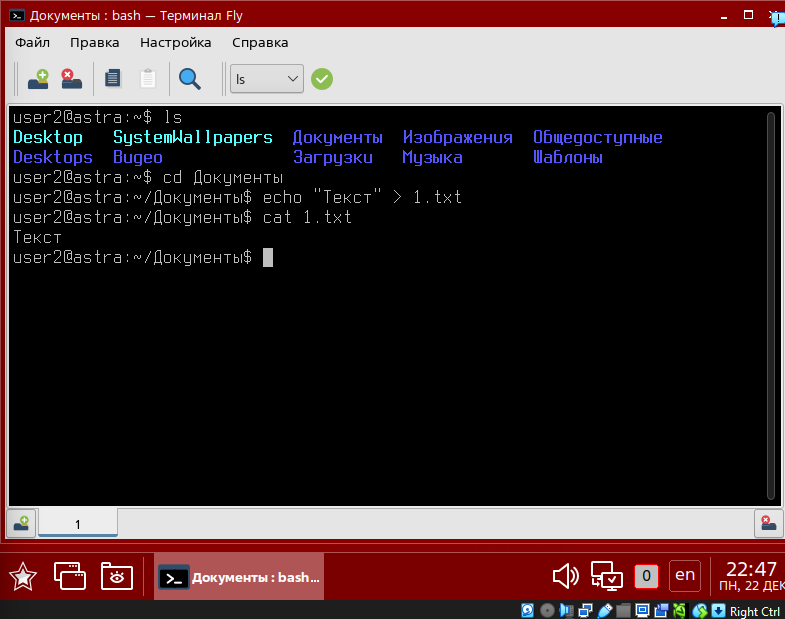 Документы : bash — Терминал Fly
Файл Правка Настройка Справка
ls
user2@astra:~$ ls
Desktop SystemWallpapers Документы Изображения Общедоступные
Desktops Видео Загрузки Музыка Шаблоны
user2@astra:~$ cd Документы
user2@astra:~/Документы$ echo "Текст" > 1.txt
user2@astra:~/Документы$ cat 1.txt
Текст
user2@astra:~/Документы$
1
Документы : bash...
0
en
22:47
ПН, 22 ДЕК
Right Ctrl